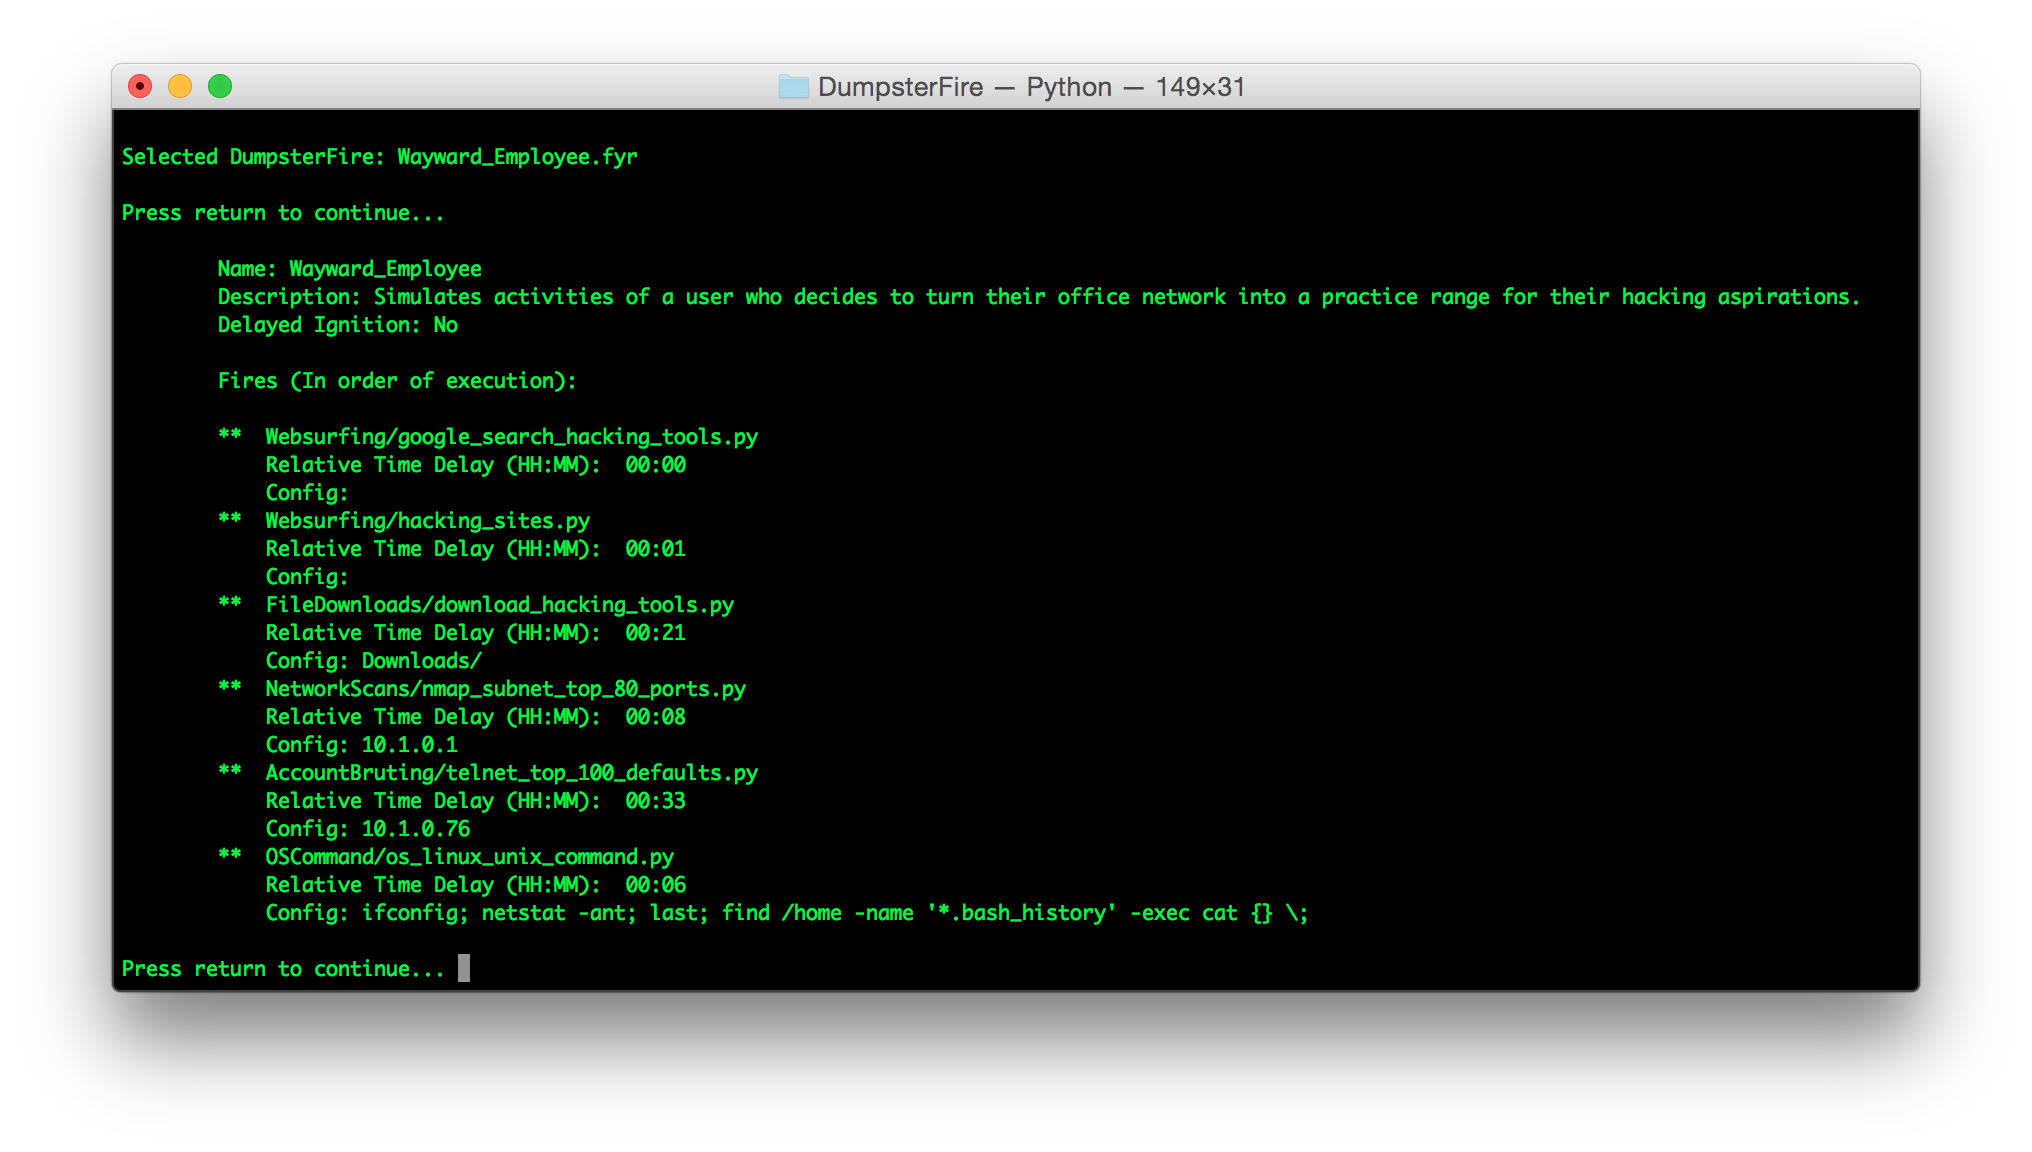 DumpsterFire — Python — 149×31
Selected DumpsterFire: Wayward_Employee.fyr
Press return to continue...
Name: Wayward_Employee
Description: Simulates activities of a user who decides to turn their office network into a practice range for their hacking aspirations.
Delayed Ignition: No
Fires (In order of execution):
** Websurfing/google_search_hacking_tools.py
Relative Time Delay (HH:MM): 00:00
Config:
** Websurfing/hacking_sites.py
Relative Time Delay (HH:MM): 00:01
Config:
** FileDownloads/download_hacking_tools.py
Relative Time Delay (HH:MM): 00:21
Config: Downloads/
** NetworkScans/nmap_subnet_top_80_ports.py
Relative Time Delay (HH:MM): 00:08
Config: 10.1.0.1
** AccountBruting/telnet_top_100_defaults.py
Relative Time Delay (HH:MM): 00:33
Config: 10.1.0.76
** OSCommand/os_linux_unix_command.py
Relative Time Delay (HH:MM): 00:06
Config: ifconfig; netstat -ant; last; find /home -name '*.bash_history' -exec cat {} \;
Press return to continue...